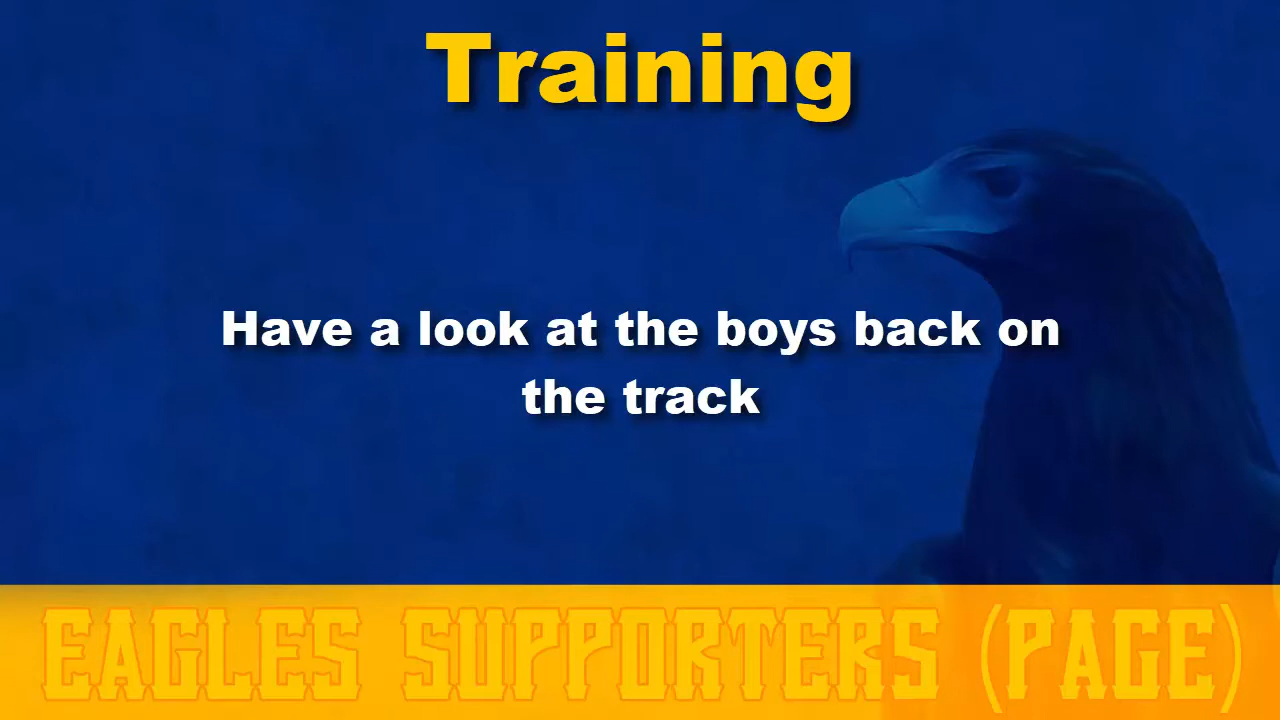 Training
Have a look at the boys back on
the track
EAGLES SUPPORTERS (PAGE)